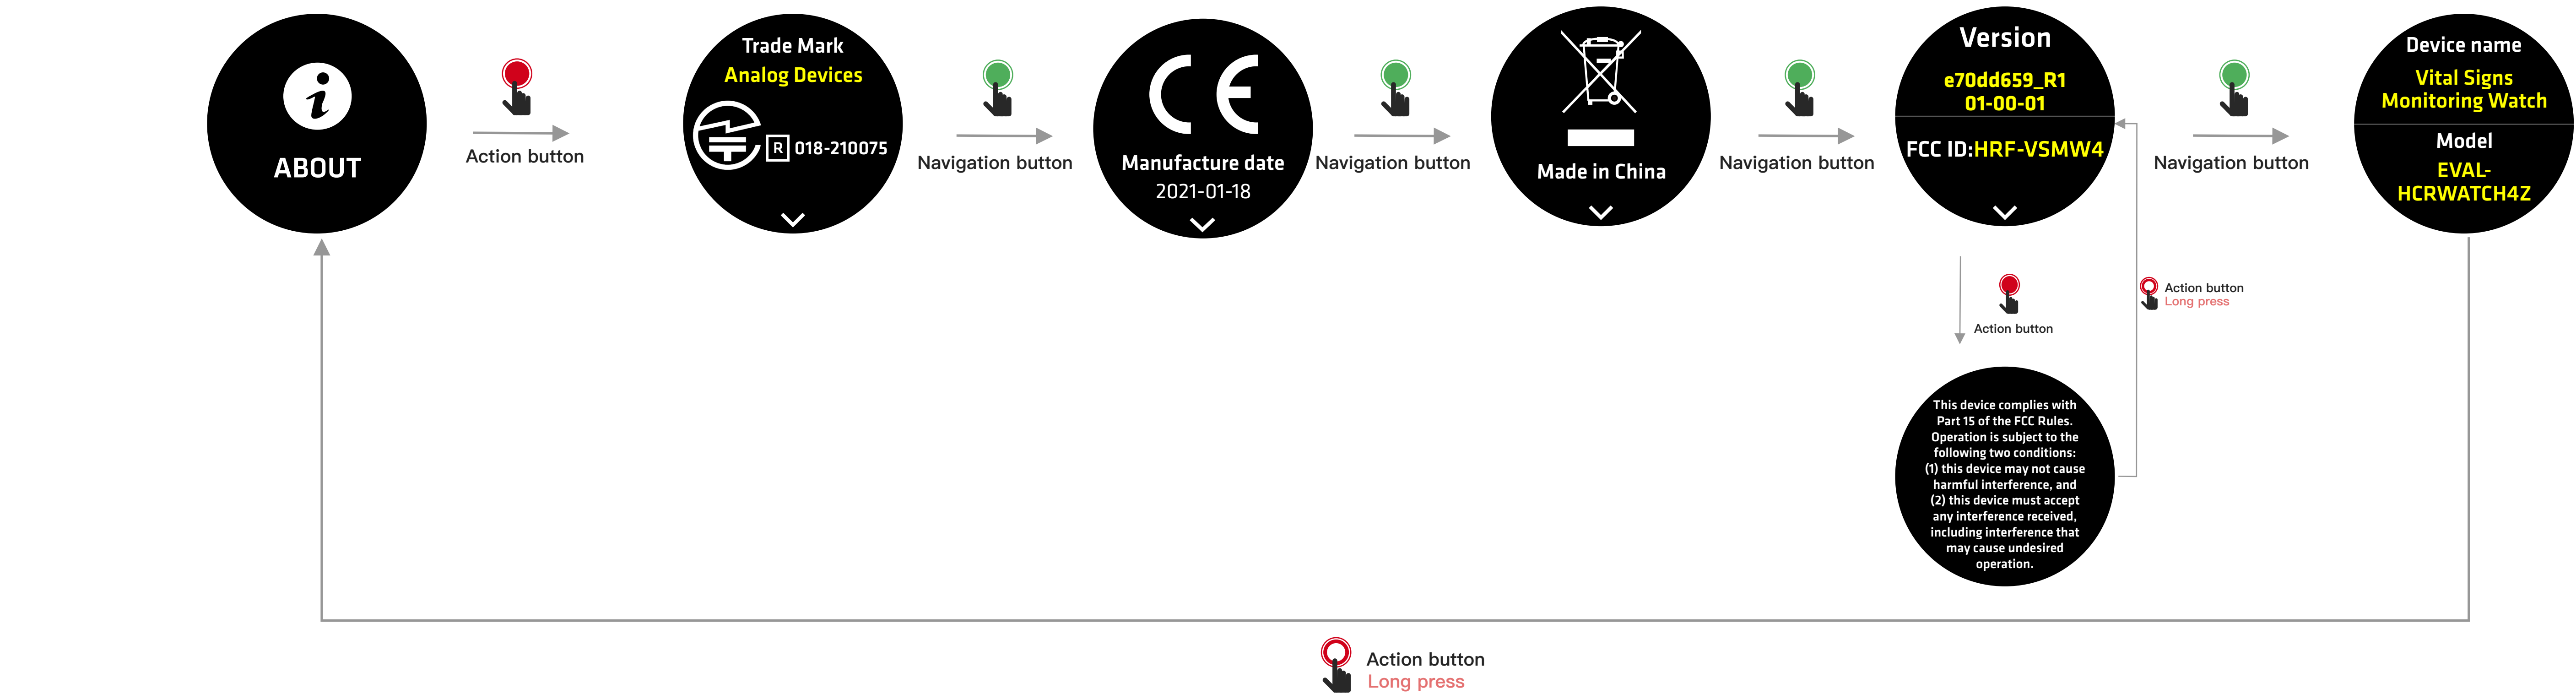 ABOUT
Action button
Trade Mark
Analog Devices
R 018-210075
Navigation button
CE
Manufacture date
2021-01-18
Navigation button
Made in China
Navigation button
Version
e70dd659_R1
01-00-01
FCC ID:HRF-VSMW4
Navigation button
Device name
Vital Signs
Monitoring Watch
Model
EVAL-
HCRWATCH4Z
Action button
Action button
Long press
This device complies with
Part 15 of the FCC Rules.
Operation is subject to the
following two conditions:
(1) this device may not cause
harmful interference, and
(2) this device must accept
any interference received,
including interference that
may cause undesired
operation.
Action button
Long press